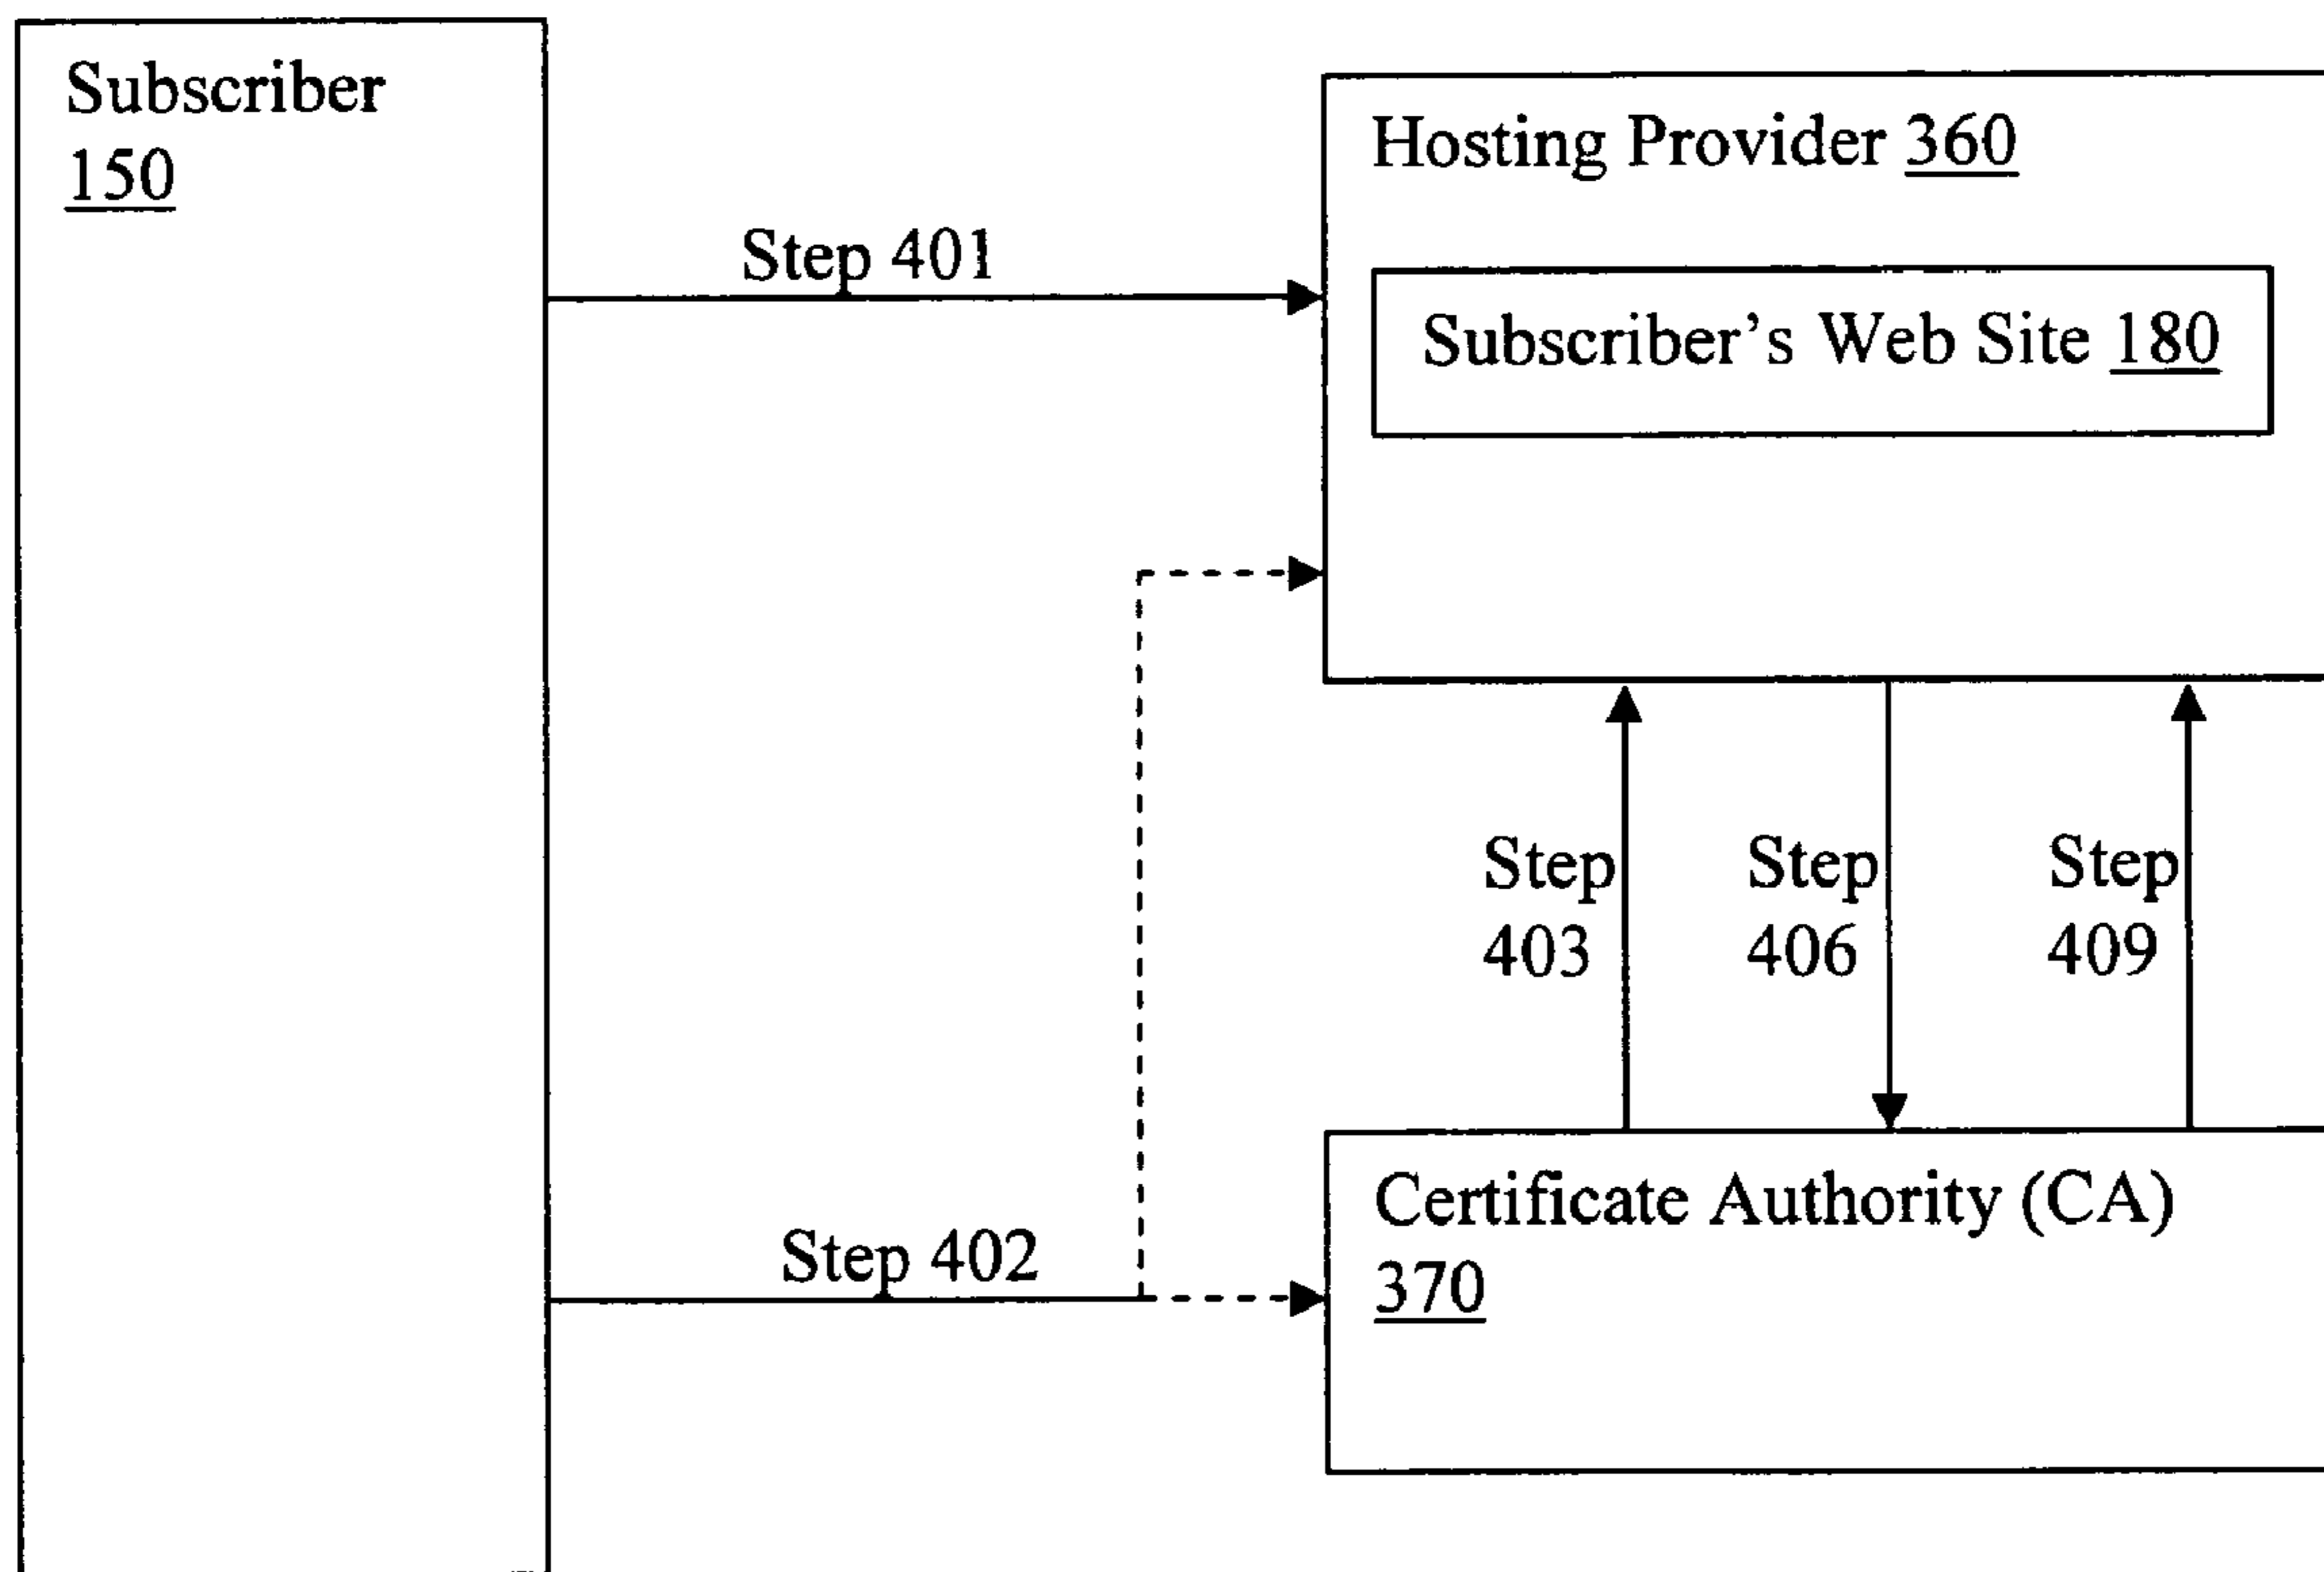 Subscriber
150
Hosting Provider 360
Step 401
Subscriber's Web Site 180
Step
403
Step
406
Step
409
Certificate Authority (CA)
370
Step 402